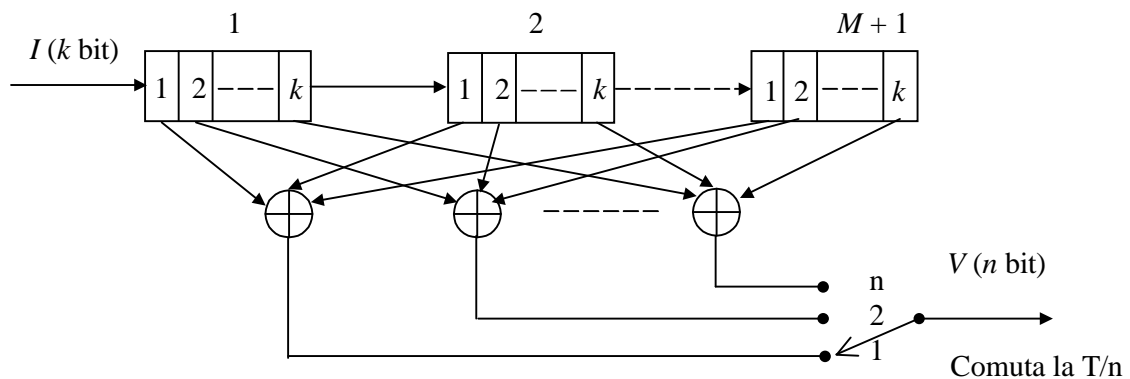 1 2 M + 1
I (k bit)
1 2 k 1 2 k 1 2 k
V (n bit)
n
2
1
Comuta la T/n